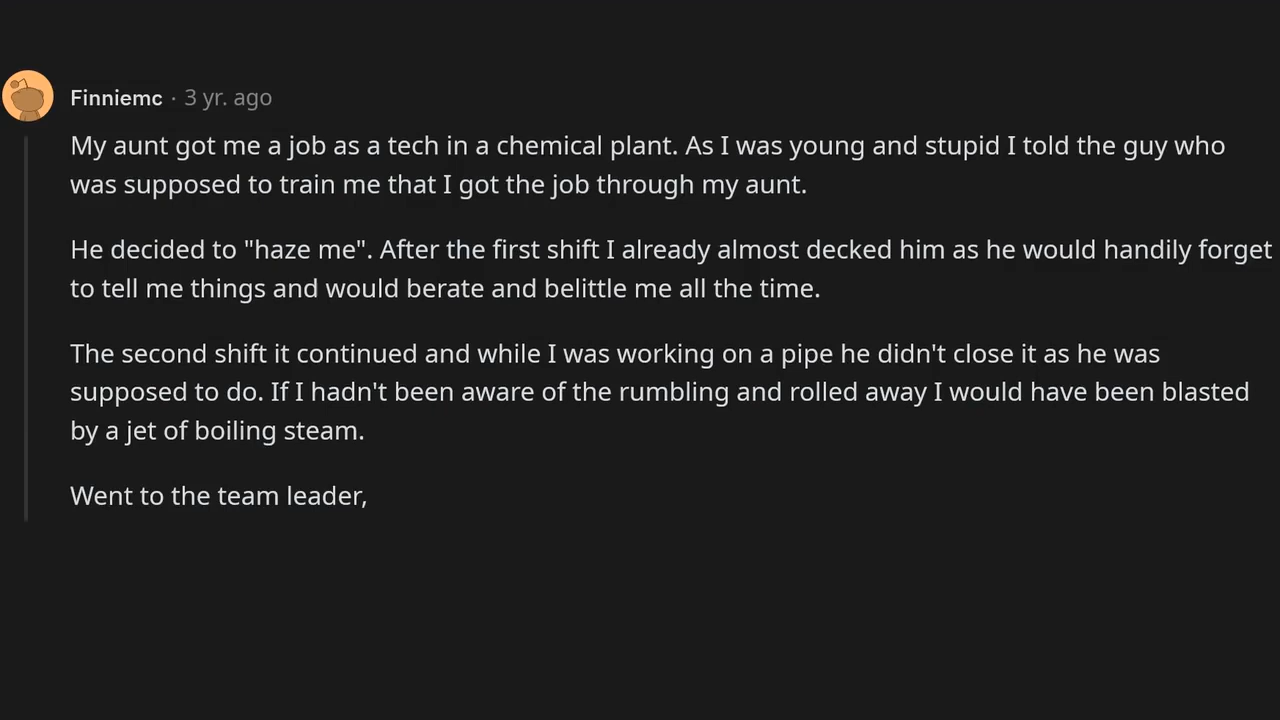 Finniemc · 3 yr. ago
My aunt got me a job as a tech in a chemical plant. As I was young and stupid I told the guy who
was supposed to train me that I got the job through my aunt.
He decided to "haze me". After the first shift I already almost decked him as he would handily forget
to tell me things and would berate and belittle me all the time.
The second shift it continued and while I was working on a pipe he didn't close it as he was
supposed to do. If I hadn't been aware of the rumbling and rolled away I would have been blasted
by a jet of boiling steam.
Went to the team leader,